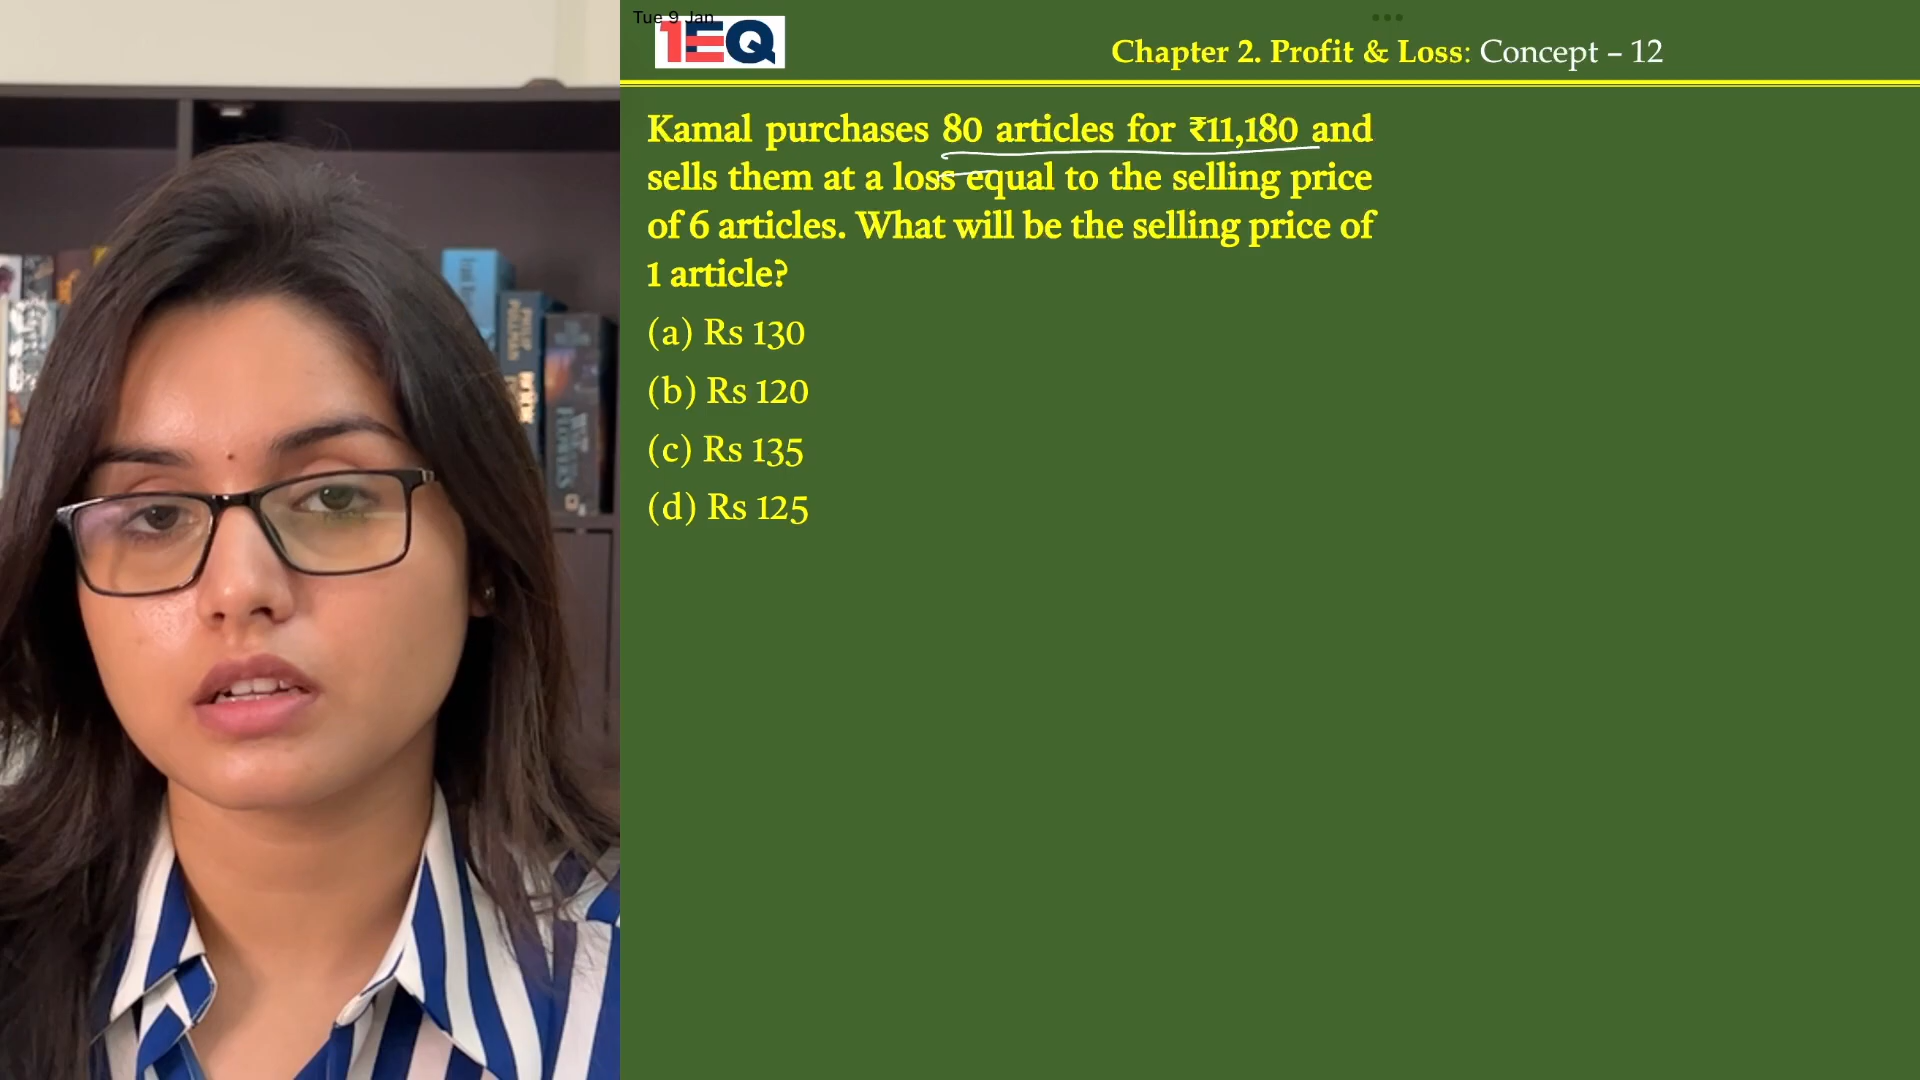 Tue 9 Jan
1EQ
Chapter 2. Profit & Loss: Concept – 12
Kamal purchases 80 articles for ₹11,180 and
sells them at a loss equal to the selling price
of 6 articles. What will be the selling price of
1 article?
(a) Rs 130
(b) Rs 120
(c) Rs 135
(d) Rs 125